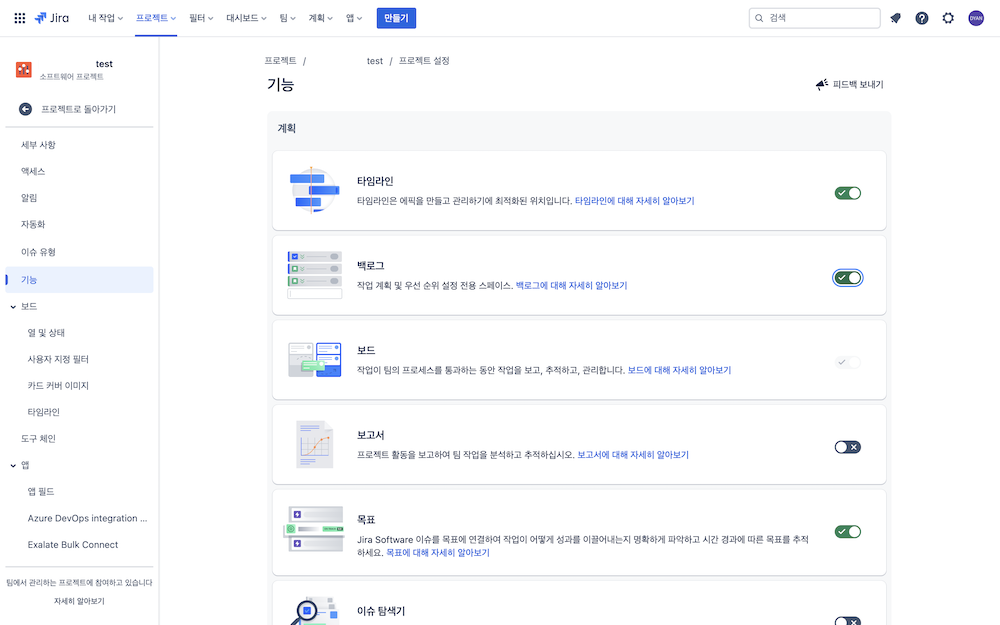 Jira
내 작업
프로젝트
필터
대시보드
팀
계획
앱
만들기
검색
DYAN
test
소프트웨어 프로젝트
프로젝트로 돌아가기
세부 사항
액세스
알림
자동화
이슈 유형
기능
보드
열 및 상태
사용자 지정 필터
카드 커버 이미지
타임라인
도구 체인
앱
앱 필드
Azure DevOps integration ...
Exalate Bulk Connect
팀에서 관리하는 프로젝트에 참여하고 있습니다
자세히 알아보기
프로젝트 / test / 프로젝트 설정
기능
피드백 보내기
계획
타임라인
타임라인은 에픽을 만들고 관리하기에 최적화된 위치입니다. 타임라인에 대해 자세히 알아보기
백로그
작업 계획 및 우선 순위 설정 전용 스페이스. 백로그에 대해 자세히 알아보기
보드
작업이 팀의 프로세스를 통과하는 동안 작업을 보고, 추적하고, 관리합니다. 보드에 대해 자세히 알아보기
보고서
프로젝트 활동을 보고하여 팀 작업을 분석하고 추적하십시오. 보고서에 대해 자세히 알아보기
목표
Jira Software 이슈를 목표에 연결하여 작업이 어떻게 성과를 이끌어내는지 명확하게 파악하고 시간 경과에 따른 목표를 추적
하세요. 목표에 대해 자세히 알아보기
이슈 탐색기